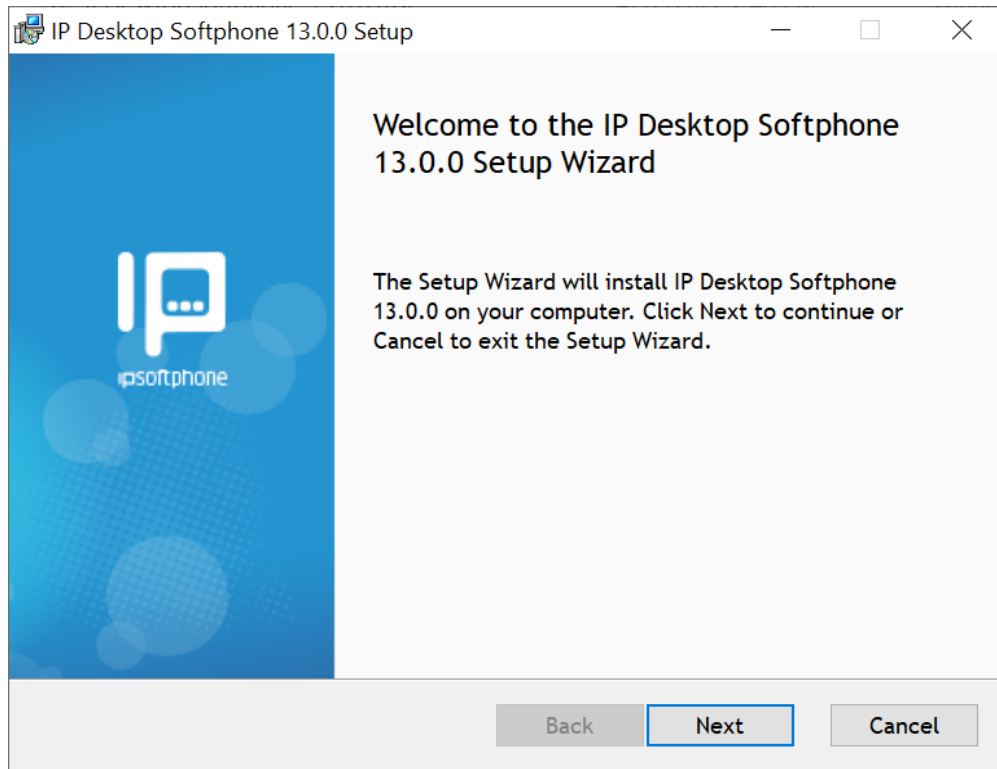 IP Desktop Softphone 13.0.0 Setup
Welcome to the IP Desktop Softphone
13.0.0 Setup Wizard
The Setup Wizard will install IP Desktop Softphone
13.0.0 on your computer. Click Next to continue or
Cancel to exit the Setup Wizard.
IP
ipsoftphone
Back
Next
Cancel